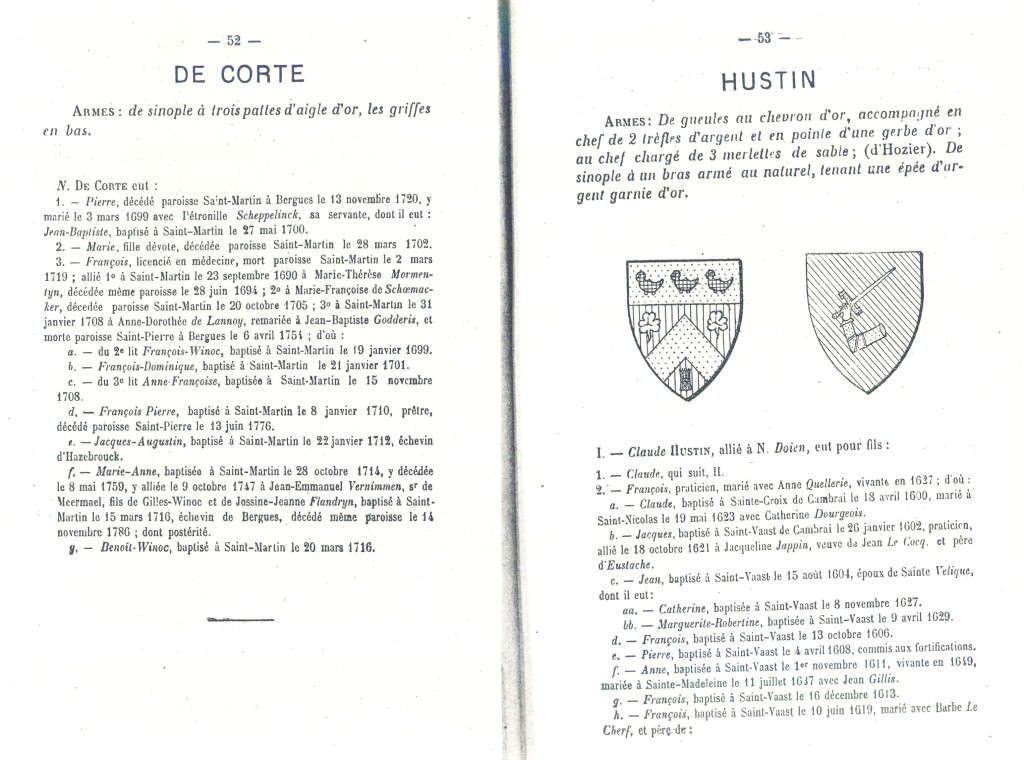 — 52 —
DE CORTE
ARMES : de sinople à trois pattes d'aigle d'or, les griffes
en bas.
N. DE CORTE eut :
1. — Pierre, décédé paroisse Saint-Martin à Bergues le 13 novembre 1720, y
marié le 3 mars 1699 avec Pétronille Scheppelinck, sa servante, dont il eut :
Jean-Baptiste, baptisé à Saint-Martin le 27 mai 1700.
2. — Marie, fille dévote, décédée paroisse Saint-Martin le 28 mars 1702.
3. — François, licencié en médecine, mort paroisse Saint-Martin le 2 mars
1719 ; allié 1º à Saint-Martin le 23 septembre 1690 à Marie-Thérèse Mormen-
tyn, décédée même paroisse le 28 juin 1694 ; 2º à Marie-Françoise de Schœmac-
ker, décédée paroisse Saint-Martin le 20 octobre 1705 ; 3º à Saint-Martin le 31
janvier 1708 à Anne-Dorothée de Lannoy, remariée à Jean-Baptiste Godderis, et
morte paroisse Saint-Pierre à Bergues le 6 avril 1754 ; d'où :
a. — du 2e lit François-Winoc, baptisé à Saint-Martin le 19 janvier 1699.
b. — François-Dominique, baptisé à Saint-Martin le 21 janvier 1701.
c. — du 3e lit Anne-Françoise, baptisée à Saint-Martin le 15 novembre
1708.
d. — François Pierre, baptisé à Saint-Martin le 8 janvier 1710, prêtre,
décédé paroisse Saint-Pierre le 13 juin 1776.
e. — Jacques-Augustin, baptisé à Saint-Martin le 22 janvier 1712, échevin
d'Hazebrouck.
f. — Marie-Anne, baptisée à Saint-Martin le 28 octobre 1714, y décédée
le 8 mai 1759, y alliée le 9 octobre 1747 à Jean-Emmanuel Vernimmen, sr de
Meermael, fils de Gilles-Winoc et de Jossine-Jeanne Flandryn, baptisé à Saint-
Martin le 15 mars 1716, échevin de Bergues, décédé même paroisse le 14
novembre 1786 ; dont postérité.
g. — Benoît-Winoc, baptisé à Saint-Martin le 20 mars 1716.
— 53 —
HUSTIN
ARMES : De gueules au chevron d'or, accompagné en
chef de 2 trèfles d'argent et en pointe d'une gerbe d'or ;
au chef chargé de 3 merlettes de sable ; (d'Hozier). De
sinople à un bras armé au naturel, tenant une épée d'ar-
gent garnie d'or.
I. — Claude HUSTIN, allié à N. Doien, eut pour fils :
1. — Claude, qui suit, II.
2. — François, praticien, marié avec Anne Quellerie, vivante en 1627 ; d'où :
a. — Claude, baptisé à Sainte-Croix de Cambrai le 18 avril 1600, marié à
Saint-Nicolas le 19 mai 1623 avec Catherine Dourgeois.
b. — Jacques, baptisé à Saint-Vaast de Cambrai le 26 janvier 1602, praticien,
allié le 18 octobre 1621 à Jacqueline Jappin, veuve de Jean Le Cocq, et père
d'Eustache.
c. — Jean, baptisé à Saint-Vaast le 15 août 1604, époux de Sainte Velique,
dont il eut :
aa. — Catherine, baptisée à Saint-Vaast le 8 novembre 1627.
bb. — Marguerite-Robertine, baptisée à Saint-Vaast le 9 avril 1629.
d. — François, baptisé à Saint-Vaast le 13 octobre 1606.
e. — Pierre, baptisé à Saint-Vaast le 4 avril 1608, commis aux fortifications.
f. — Anne, baptisée à Saint-Vaast le 1er novembre 1611, vivante en 1649,
mariée à Sainte-Madeleine le 11 juillet 1647 avec Jean Gillis.
g. — François, baptisé à Saint-Vaast le 16 décembre 1613.
h. — François, baptisé à Saint-Vaast le 10 juin 1619, marié avec Barbe Le
Cherf, et père de :